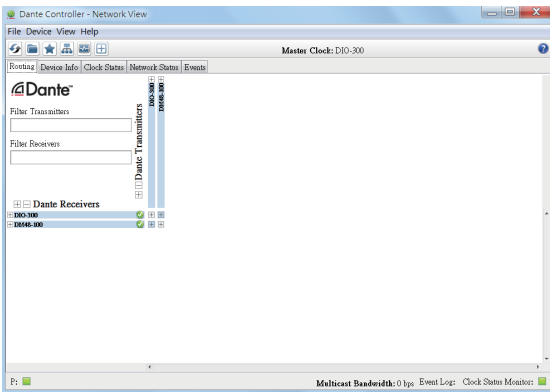 Dante Controller - Network View
File Device View Help
Master Clock: DIO-300
Routing Device Info Clock Status Network Status Events
Dante™
Filter Transmitters
Filter Receivers
Dante Transmitters
DIO-300
DM48-100
Dante Receivers
DIO-300
DM48-100
P: Multicast Bandwidth: 0 bps Event Log: Clock Status Monitor: